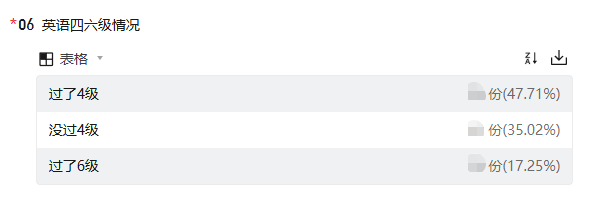 *06 英语四六级情况
表格
过了4级 份(47.71%)
没过4级 份(35.02%)
过了6级 份(17.25%)